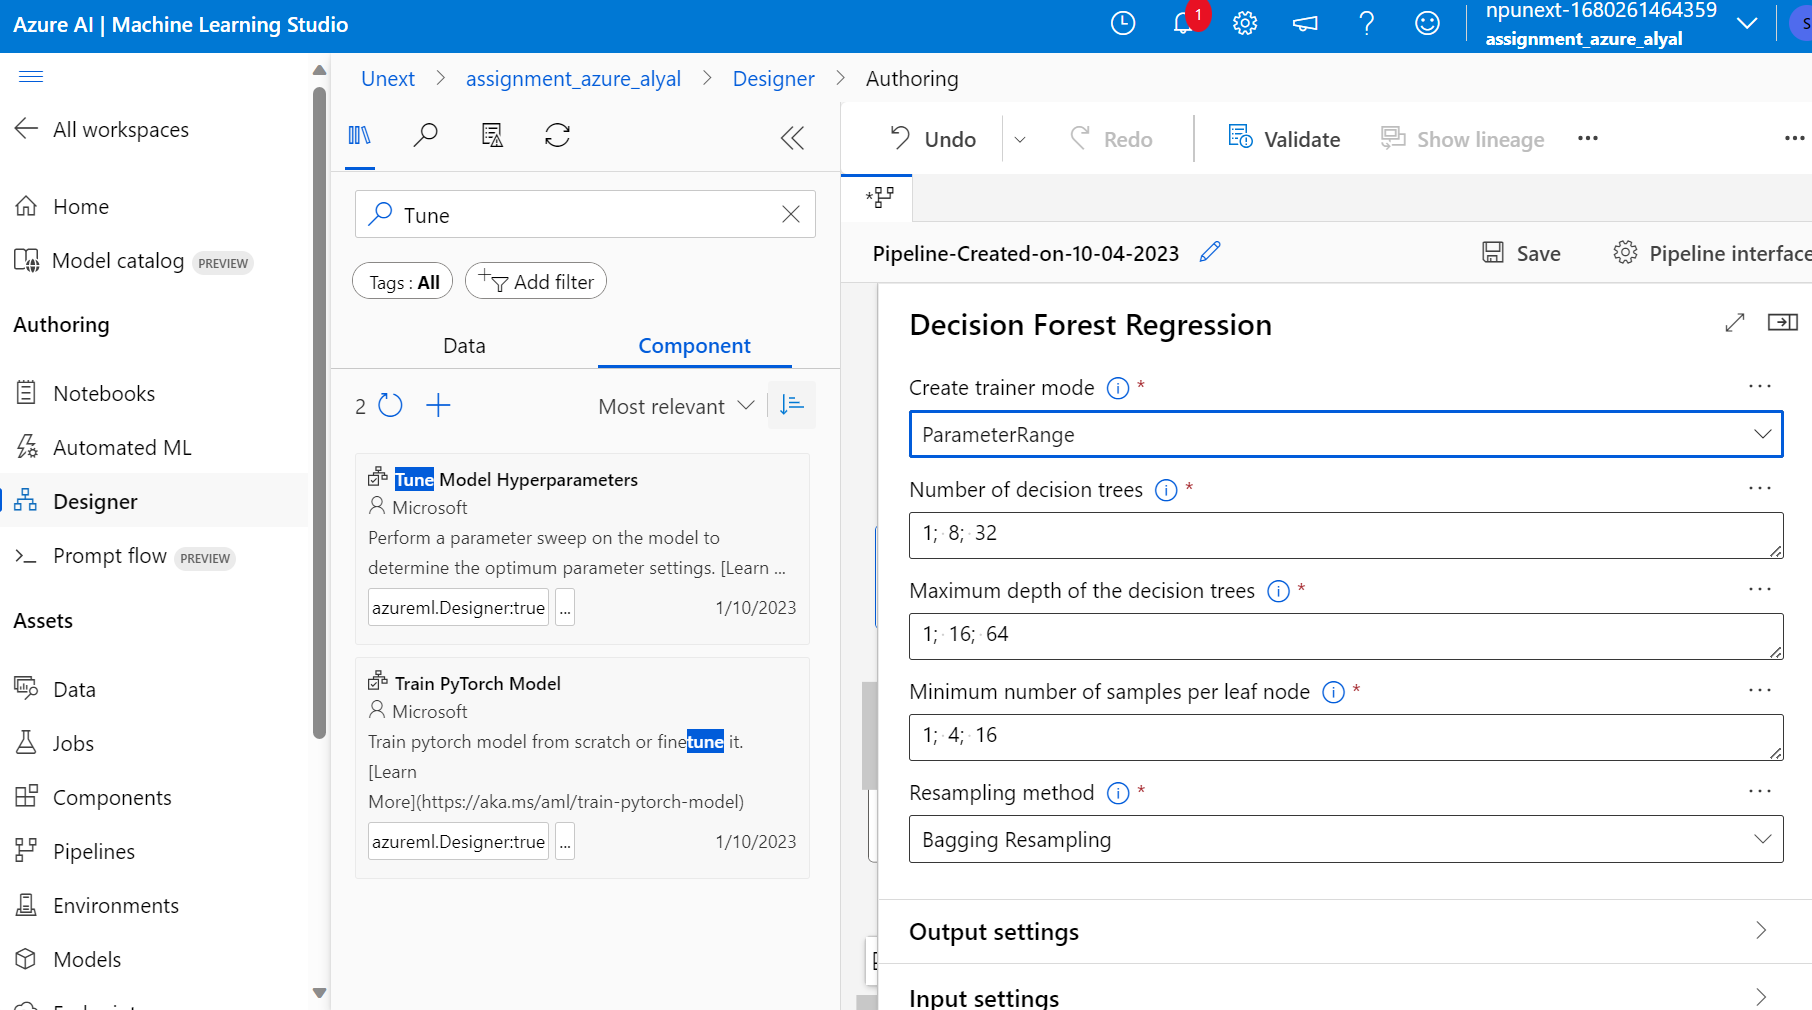 Azure AI | Machine Learning Studio
1
npunext-1680261464359
assignment_azure_alyal
S
All workspaces
Home
Model catalog PREVIEW
Authoring
Notebooks
Automated ML
Designer
Prompt flow PREVIEW
Assets
Data
Jobs
Components
Pipelines
Environments
Models
Unext > assignment_azure_alyal > Designer > Authoring
Tune
Tags : All
Add filter
Data
Component
2
Most relevant
Tune Model Hyperparameters
Microsoft
Perform a parameter sweep on the model to
determine the optimum parameter settings. [Learn ...
azureml.Designer:true ... 1/10/2023
Train PyTorch Model
Microsoft
Train pytorch model from scratch or finetune it.
[Learn
More](https://aka.ms/aml/train-pytorch-model)
azureml.Designer:true ... 1/10/2023
Undo
Redo
Validate
Show lineage
...
...
Pipeline-Created-on-10-04-2023
Save
Pipeline interface
Decision Forest Regression
Create trainer mode *
ParameterRange
Number of decision trees *
1; 8; 32
Maximum depth of the decision trees *
1; 16; 64
Minimum number of samples per leaf node *
1; 4; 16
Resampling method *
Bagging Resampling
Output settings
Input settings